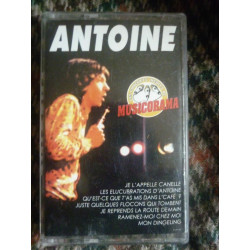 ANTOINE
MUSICORAMA
JE L'APPELLE CANELLE
LES ELUCUBRATIONS D'ANTOINE
QU'EST-CE QUE T'AS MIS DANS L'CAFÉ ?
JUSTE QUELQUES FLOCONS QUI TOMBENT
JE REPRENDS LA ROUTE DEMAIN
RAMENEZ-MOI CHEZ MOI
MON DINGELING